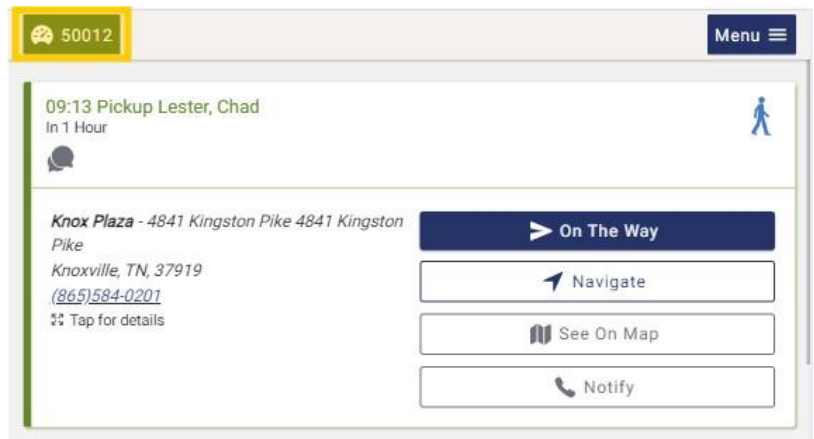 50012
Menu
09:13 Pickup Lester, Chad
In 1 Hour
Knox Plaza - 4841 Kingston Pike 4841 Kingston
Pike
Knoxville, TN, 37919
(865)584-0201
Tap for details
On The Way
Navigate
See On Map
Notify